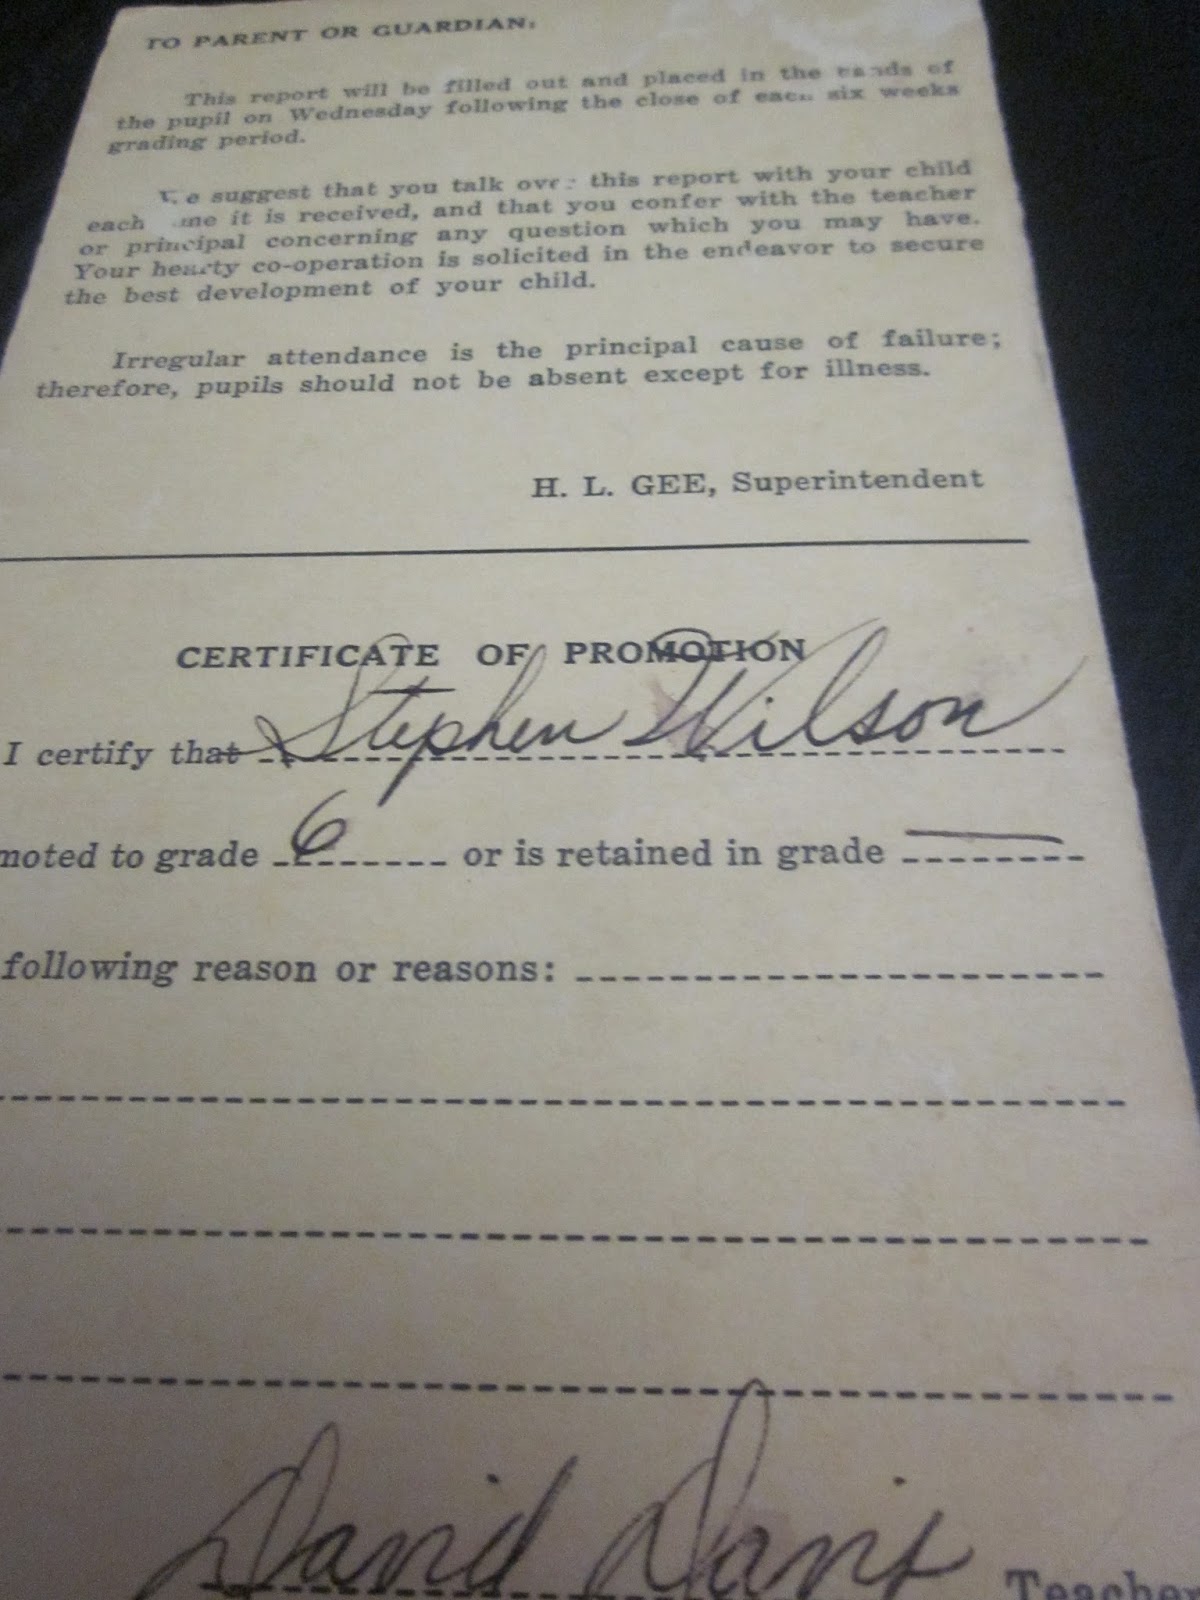 TO PARENT OR GUARDIAN:
This report will be filled out and placed in the hands of
the pupil on Wednesday following the close of each six weeks
grading period.
We suggest that you talk over this report with your child
each me it is received, and that you confer with the teacher
or principal concerning any question which you may have.
Your hearty co-operation is solicited in the endeavor to secure
the best development of your child.
Irregular attendance is the principal cause of failure;
therefore, pupils should not be absent except for illness.
H. L. GEE, Superintendent
CERTIFICATE OF PROMOTION
I certify that Stephen Wilson
moted to grade 6 or is retained in grade —
following reason or reasons:
David Davis Teacher